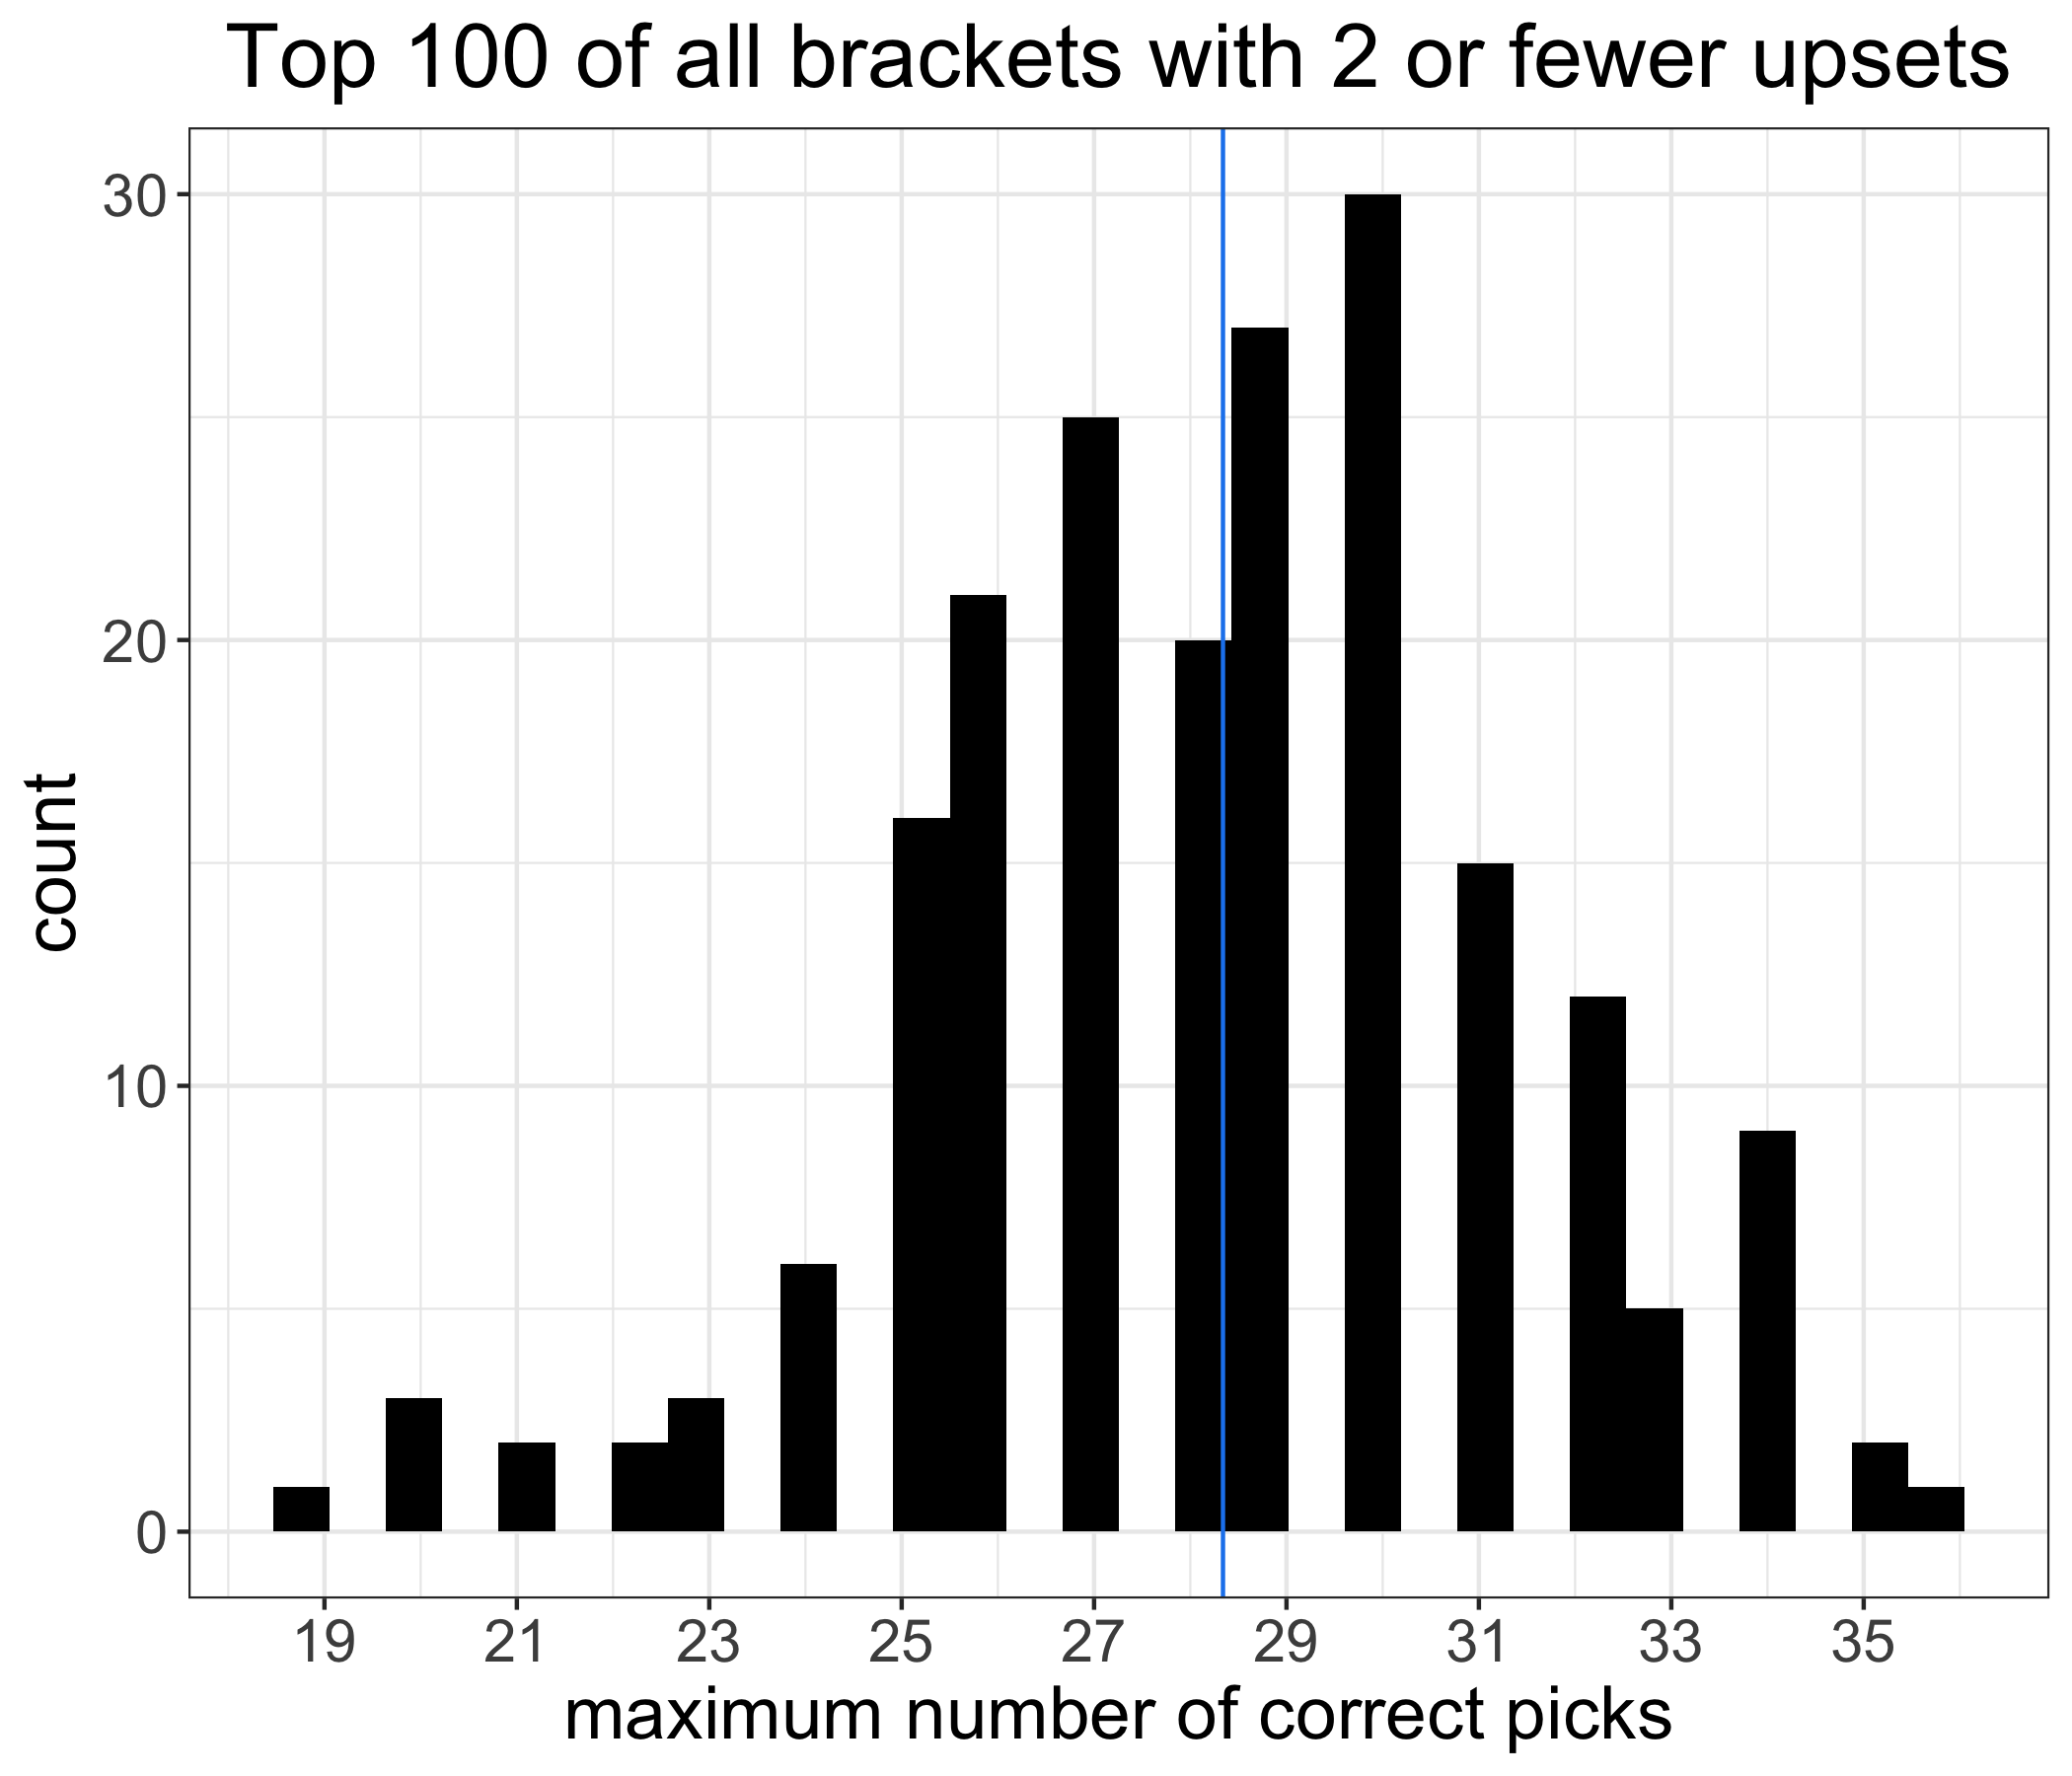 Top 100 of all brackets with 2 or fewer upsets
30
20
10
0
count
19 21 23 25 27 29 31 33 35
maximum number of correct picks